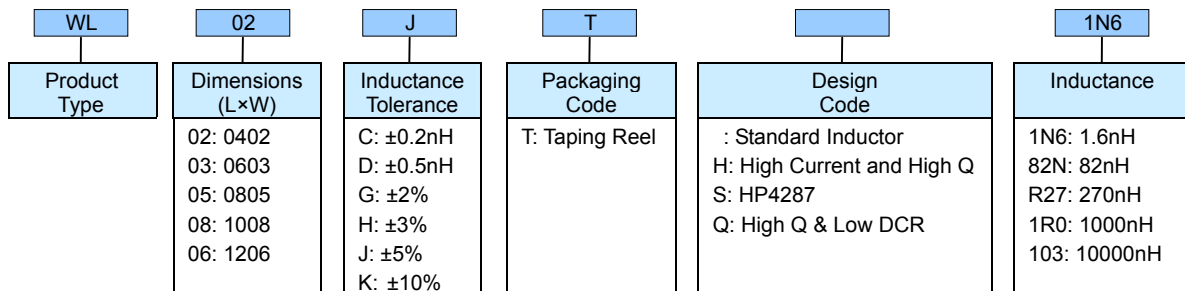 WL 02 J T 1N6
Product Type
Dimensions (L×W)
Inductance Tolerance
Packaging Code
Design Code
Inductance
02: 0402
03: 0603
05: 0805
08: 1008
06: 1206
C: ±0.2nH
D: ±0.5nH
G: ±2%
H: ±3%
J: ±5%
K: ±10%
T: Taping Reel
: Standard Inductor
H: High Current and High Q
S: HP4287
Q: High Q & Low DCR
1N6: 1.6nH
82N: 82nH
R27: 270nH
1R0: 1000nH
103: 10000nH